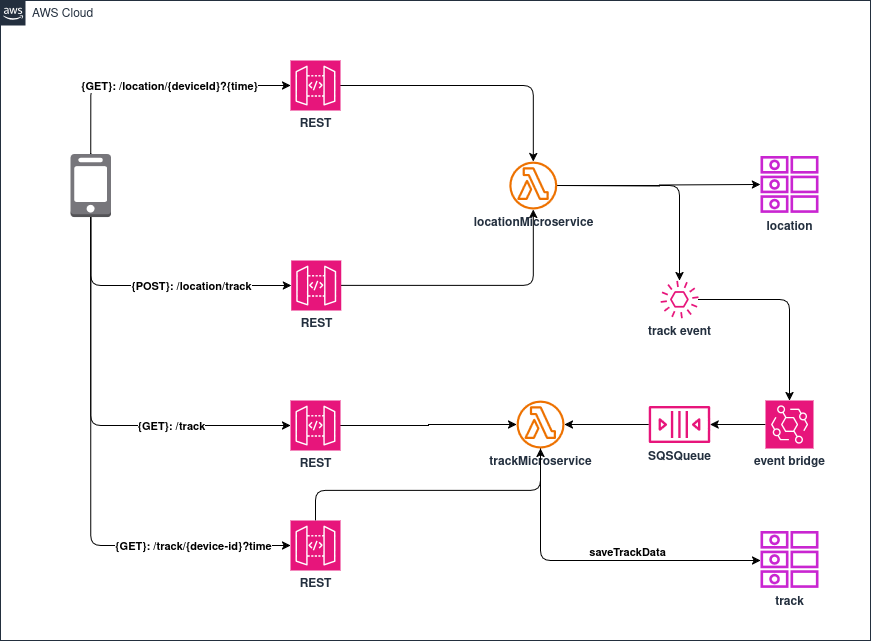 aws
AWS Cloud
{GET}: /location/{deviceId}?{time}
REST
locationMicroservice
location
{POST}: /location/track
REST
track event
{GET}: /track
REST
trackMicroservice
SQSQueue
event bridge
{GET}: /track/{device-id}?time
REST
saveTrackData
track